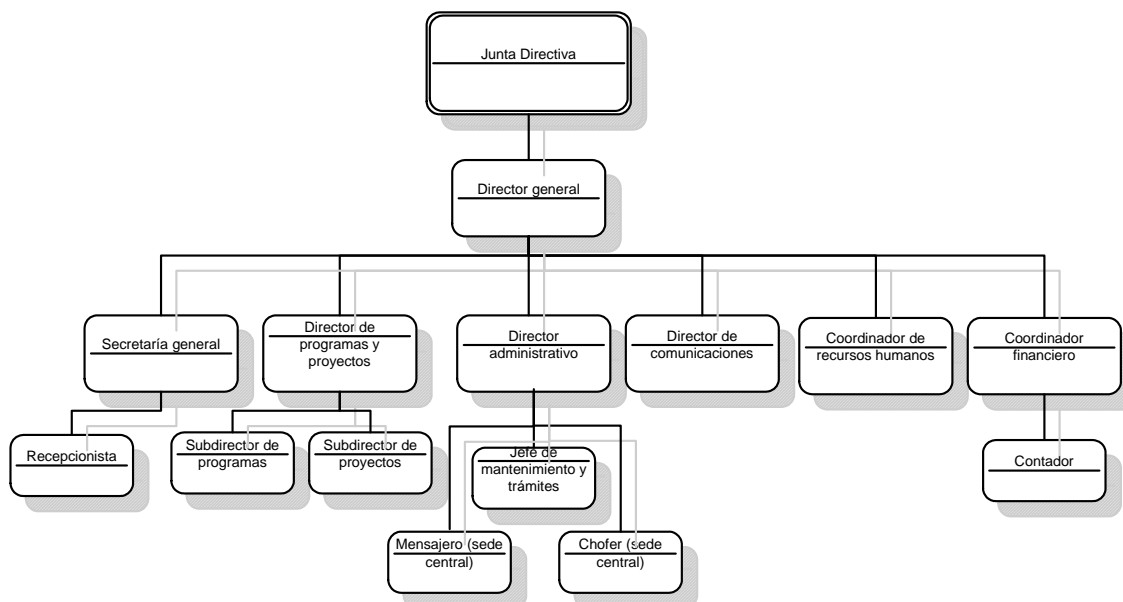 Junta Directiva
Director general
Secretaría general
Director de
programas y
proyectos
Director
administrativo
Director de
comunicaciones
Coordinador de
recursos humanos
Coordinador
financiero
Recepcionista
Subdirector de
programas
Subdirector de
proyectos
Jefe de
mantenimiento y
trámites
Contador
Mensajero (sede
central)
Chofer (sede
central)